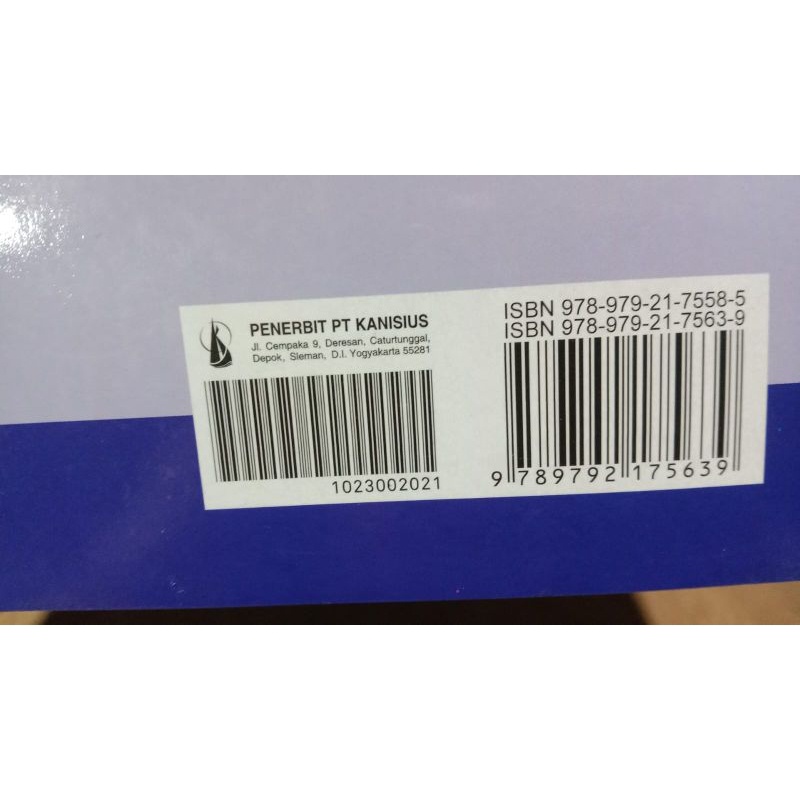 PENERBIT PT KANISIUS
Jl. Cempaka 9, Deresan, Caturtunggal,
Depok, Sleman, D.I. Yogyakarta 55281
1023002021
ISBN 978-979-21-7558-5
ISBN 978-979-21-7563-9
9 789792 175639